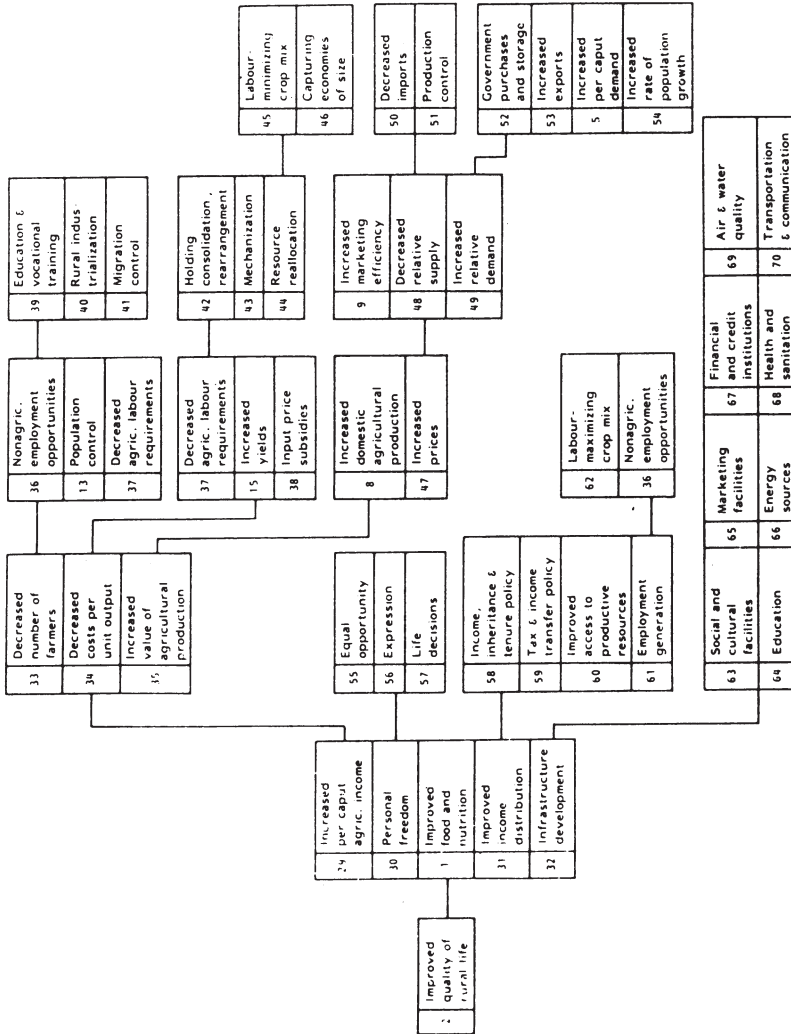 2
Improved
quality of
rural life
29
Increased
per caput
agric. income
30
Personal
freedom
1
Improved
food and
nutrition
31
Improved
income
distribution
32
Infrastructure
development
33
Decreased
number of
farmers
34
Decreased
costs per
unit output
35
Increased
value of
agricultural
production
55
Equal
opportunity
56
Expression
57
Life
decisions
58
Income,
inheritance &
tenure policy
59
Tax & income
transfer policy
60
Improved
access to
productive
resources
61
Employment
generation
63
Social and
cultural
facilities
64
Education
65
Marketing
facilities
66
Energy
sources
67
Financial
and credit
institutions
68
Health and
sanitation
69
Air & water
quality
70
Transportation
& communication
36
Nonagric.
employment
opportunities
13
Population
control
37
Decreased
agric. labour
requirements
37
Decreased
agric. labour
requirements
15
Increased
yields
38
Input price
subsidies
8
Increased
domestic
agricultural
production
47
Increased
prices
62
Labour-
maximizing
crop mix
36
Nonagric.
employment
opportunities
39
Education &
vocational
training
40
Rural indus
trialization
41
Migration
control
42
Holding
consolidation,
rearrangement
43
Mechanization
44
Resource
reallocation
9
Increased
marketing
efficiency
48
Decreased
relative
supply
49
Increased
relative
demand
45
Labour-
minimizing
crop mix
46
Capturing
economies
of size
50
Decreased
imports
51
Production
control
52
Government
purchases
and storage
53
Increased
exports
5
Increased
per caput
demand
54
Increased
rate of
population
growth